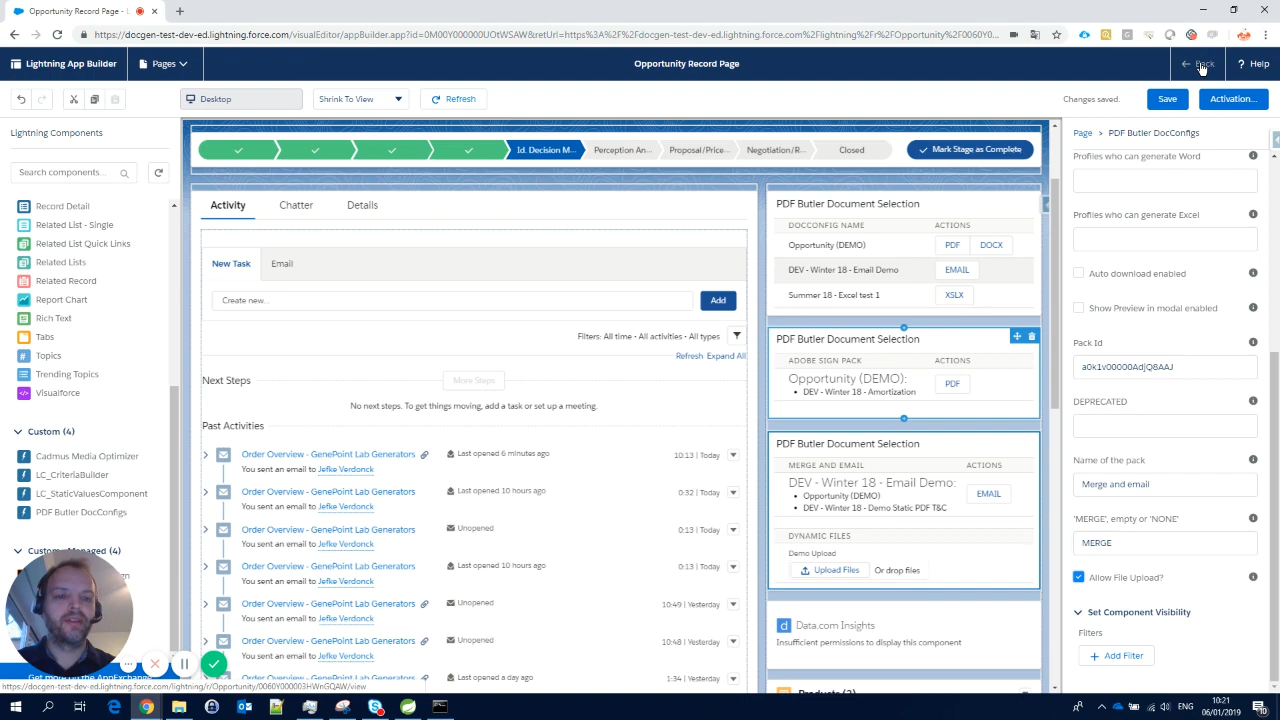 Opportunity Record Page - L
https://docgen-test-dev-ed.lightning.force.com/visualEditor/appBuilder.app?id=0M00Y000000UOtWSAW&retUrl=https%3A%2F%2Fdocgen-test-dev-ed.lightning.force.com%2Flightning%2Fr%2FOpportunity%2F0060Y0...
Lightning App Builder
Pages
Opportunity Record Page
Back
Help
Desktop
Shrink To View
Refresh
Changes saved.
Save
Activation...
Lightning Components
Search components...
Record Detail
Related List - Single
Related List Quick Links
Related Lists
Related Record
Report Chart
Rich Text
Tabs
Topics
Trending Topics
Visualforce
Custom (4)
Cadmus Media Optimizer
LC_CriteriaBuilder
LC_StaticValuesComponent
PDF Butler DocConfigs
Custom - Managed (4)
Get more on the AppExchange
https://docgen-test-dev-ed.lightning.force.com/lightning/r/Opportunity/0060Y000003HWnGQAW/view
Id. Decision M...
Perception An...
Proposal/Price...
Negotiation/R...
Closed
Mark Stage as Complete
Activity
Chatter
Details
New Task
Email
Create new...
Add
Filters: All time • All activities • All types
Refresh Expand All
Next Steps
More Steps
No next steps. To get things moving, add a task or set up a meeting.
Past Activities
Order Overview - GenePoint Lab Generators
Last opened 6 minutes ago
10:13 | Today
You sent an email to Jefke Verdonck
Order Overview - GenePoint Lab Generators
Last opened 10 hours ago
0:32 | Today
You sent an email to Jefke Verdonck
Order Overview - GenePoint Lab Generators
Unopened
0:13 | Today
You sent an email to Jefke Verdonck
Order Overview - GenePoint Lab Generators
Last opened 10 hours ago
0:13 | Today
You sent an email to Jefke Verdonck
Order Overview - GenePoint Lab Generators
Unopened
10:49 | Yesterday
You sent an email to Jefke Verdonck
Order Overview - GenePoint Lab Generators
Unopened
10:48 | Yesterday
You sent an email to Jefke Verdonck
Order Overview - GenePoint Lab Generators
Last opened a day ago
1:34 | Yesterday
PDF Butler Document Selection
DOCCONFIG NAME
ACTIONS
Opportunity (DEMO)
PDF
DOCX
DEV - Winter 18 - Email Demo
EMAIL
Summer 18 - Excel test 1
XSLX
PDF Butler Document Selection
ADOBE SIGN PACK
ACTIONS
Opportunity (DEMO):
• DEV - Winter 18 - Amortization
PDF
PDF Butler Document Selection
MERGE AND EMAIL
ACTIONS
DEV - Winter 18 - Email Demo:
• Opportunity (DEMO)
• DEV - Winter 18 - Demo Static PDF T&C
EMAIL
DYNAMIC FILES
Demo Upload
Upload Files
Or drop files
Data.com Insights
Insufficient permissions to display this component
Page > PDF Butler DocConfigs
Profiles who can generate Word
Profiles who can generate Excel
Auto download enabled
Show Preview in modal enabled
Pack Id
a0k1v00000AdjQ8AAJ
DEPRECATED
Name of the pack
Merge and email
'MERGE', empty or 'NONE'
MERGE
Allow File Upload?
Set Component Visibility
Filters
Add Filter
ENG
10:21
06/01/2019